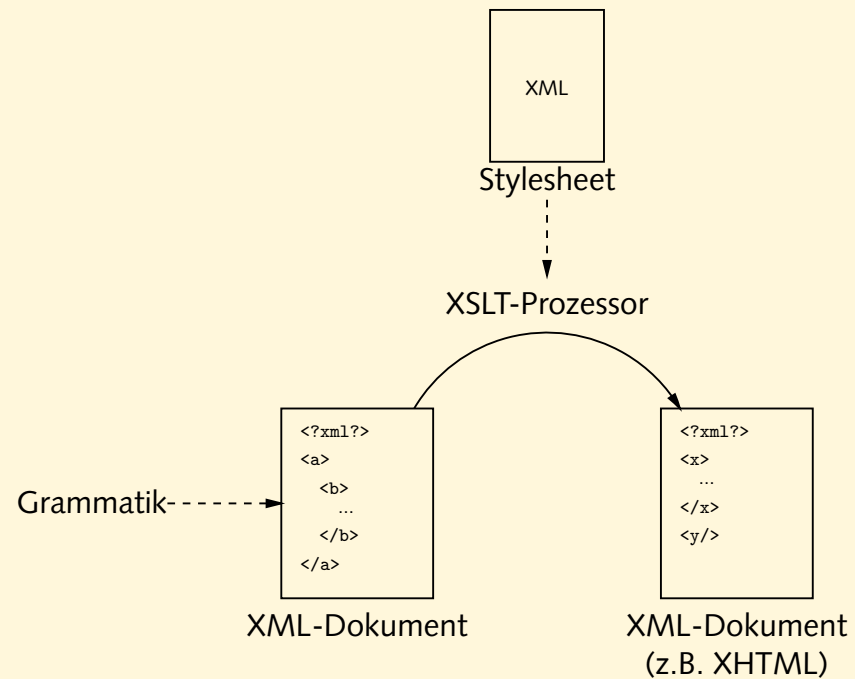 XML
Stylesheet
XSLT-Prozessor
Grammatik
<?xml?>
<a>
<b>
...
</b>
</a>
XML-Dokument
<?xml?>
<x>
...
</x>
<y/>
XML-Dokument
(z.B. XHTML)